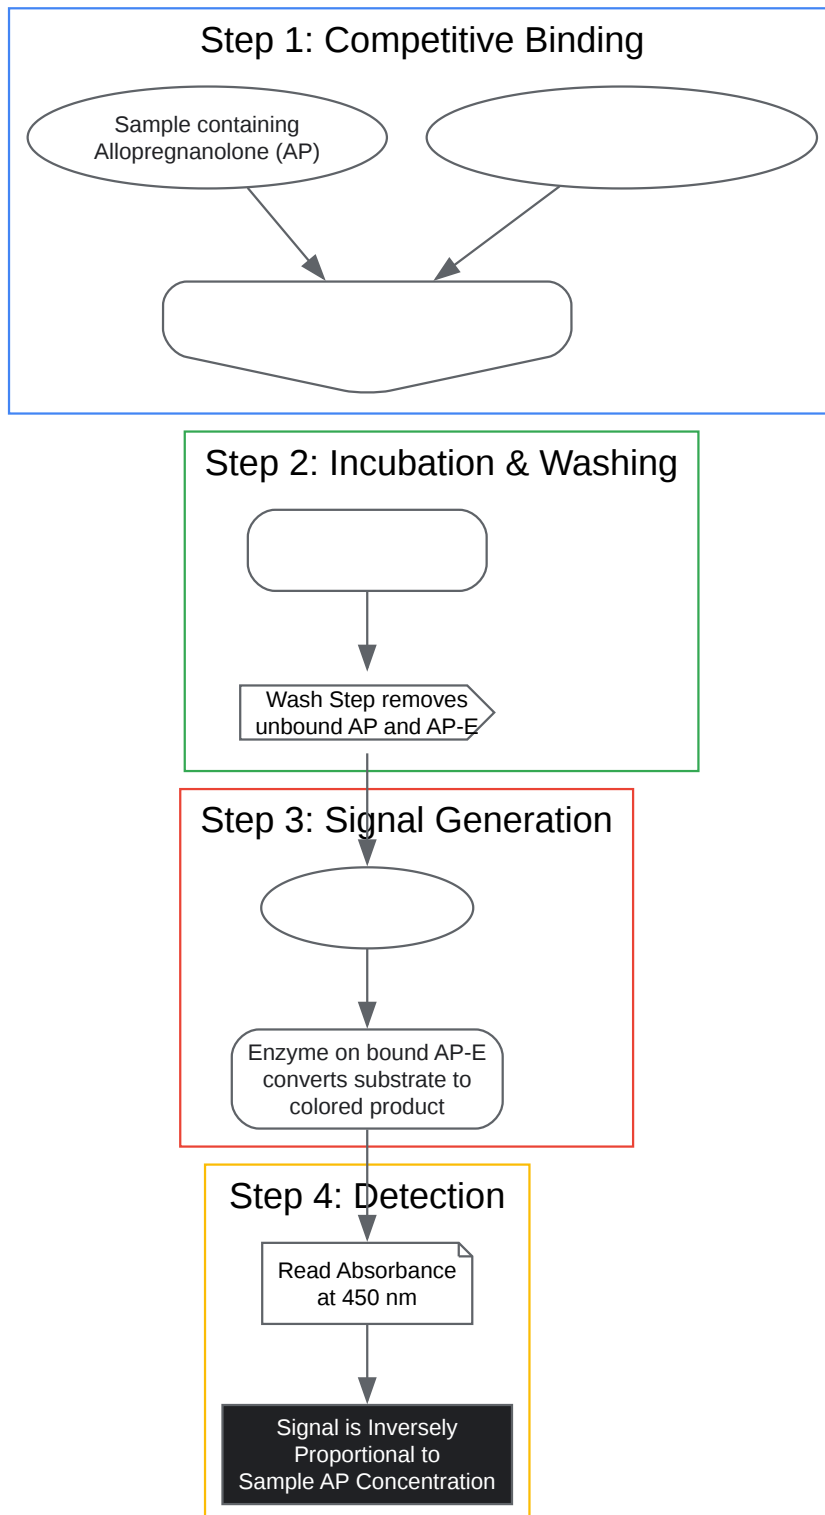 Step 1: Competitive Binding
Sample containing
Allopregnanolone (AP)
Step 2: Incubation & Washing
Wash Step removes
unbound AP and AP-E
Step 3: Signal Generation
Enzyme on bound AP-E
converts substrate to
colored product
Step 4: Detection
Read Absorbance
at 450 nm
Signal is Inversely
Proportional to
Sample AP Concentration